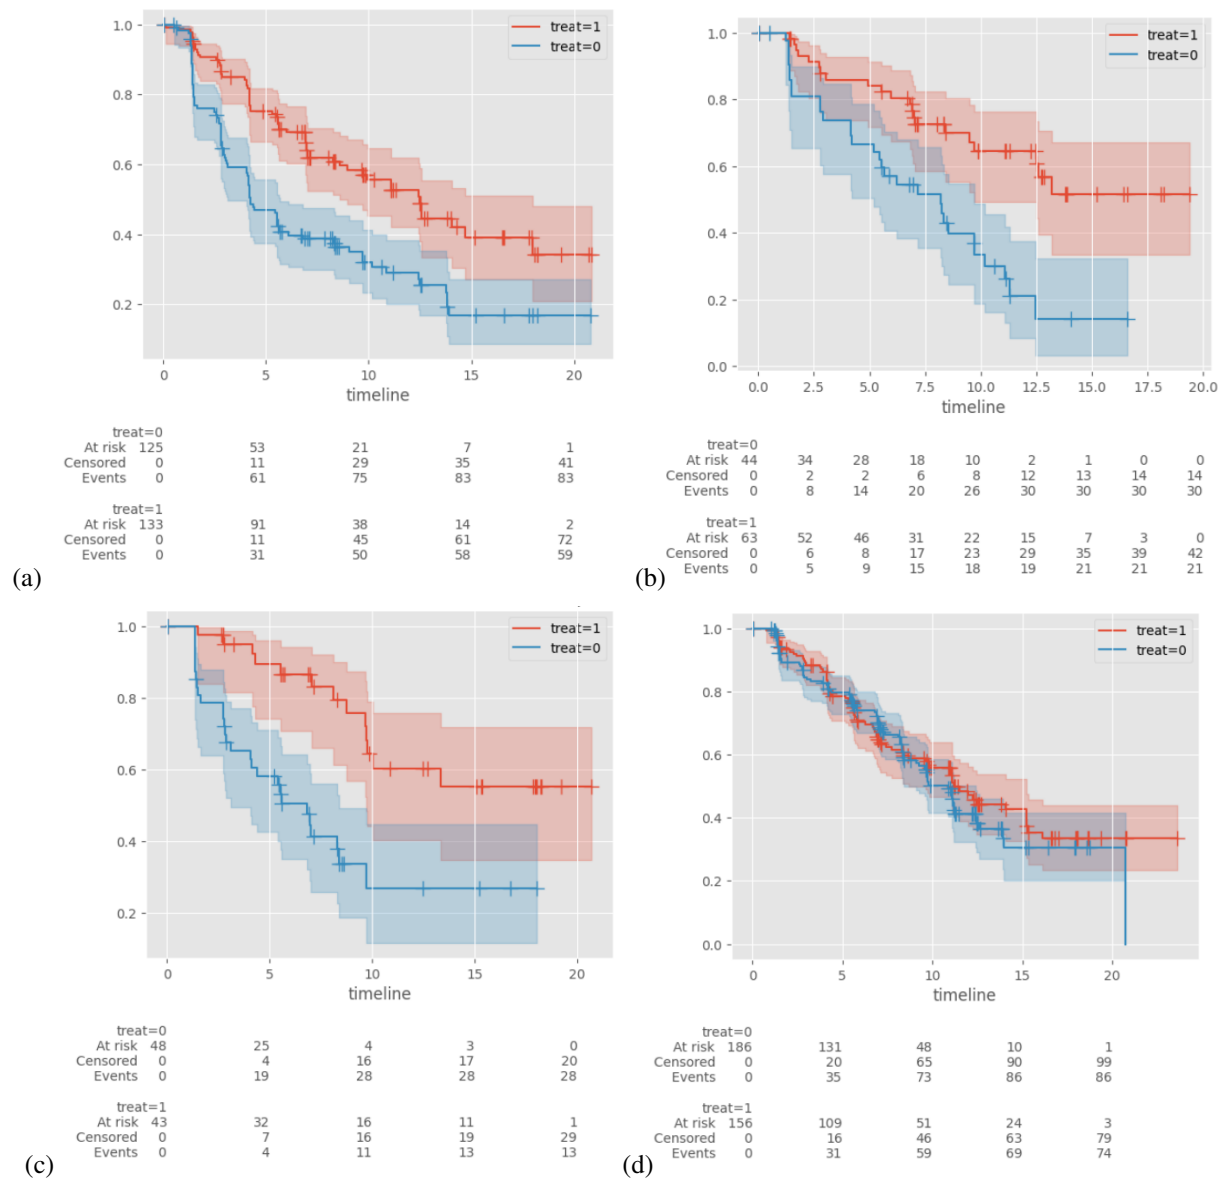 1.0
0.8
0.6
0.4
0.2
treat=1
treat=0
0 5 10 15 20
timeline
treat=0
At risk 125 53 21 7 1
Censored 0 11 29 35 41
Events 0 61 75 83 83
treat=1
At risk 133 91 38 14 2
Censored 0 11 45 61 72
Events 0 31 50 58 59
(a)
1.0
0.8
0.6
0.4
0.2
0.0
treat=1
treat=0
0.0 2.5 5.0 7.5 10.0 12.5 15.0 17.5 20.0
timeline
treat=0
At risk 44 34 28 18 10 2 1 0 0
Censored 0 2 2 6 8 12 13 14 14
Events 0 8 14 20 26 30 30 30 30
treat=1
At risk 63 52 46 31 22 15 7 3 0
Censored 0 6 8 17 23 29 35 39 42
Events 0 5 9 15 18 19 21 21 21
(b)
1.0
0.8
0.6
0.4
0.2
treat=1
treat=0
0 5 10 15 20
timeline
treat=0
At risk 48 25 4 3 0
Censored 0 4 16 17 20
Events 0 19 28 28 28
treat=1
At risk 43 32 16 11 1
Censored 0 7 16 19 29
Events 0 4 11 13 13
(c)
1.0
0.8
0.6
0.4
0.2
0.0
treat=1
treat=0
0 5 10 15 20
timeline
treat=0
At risk 186 131 48 10 1
Censored 0 20 65 90 99
Events 0 35 73 86 86
treat=1
At risk 156 109 51 24 3
Censored 0 16 46 63 79
Events 0 31 59 69 74
(d)